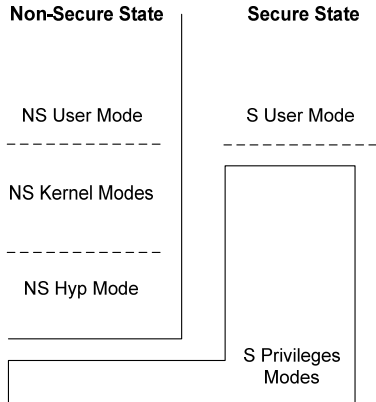 Non-Secure State
Secure State
NS User Mode
S User Mode
NS Kernel Modes
NS Hyp Mode
S Privileges
Modes